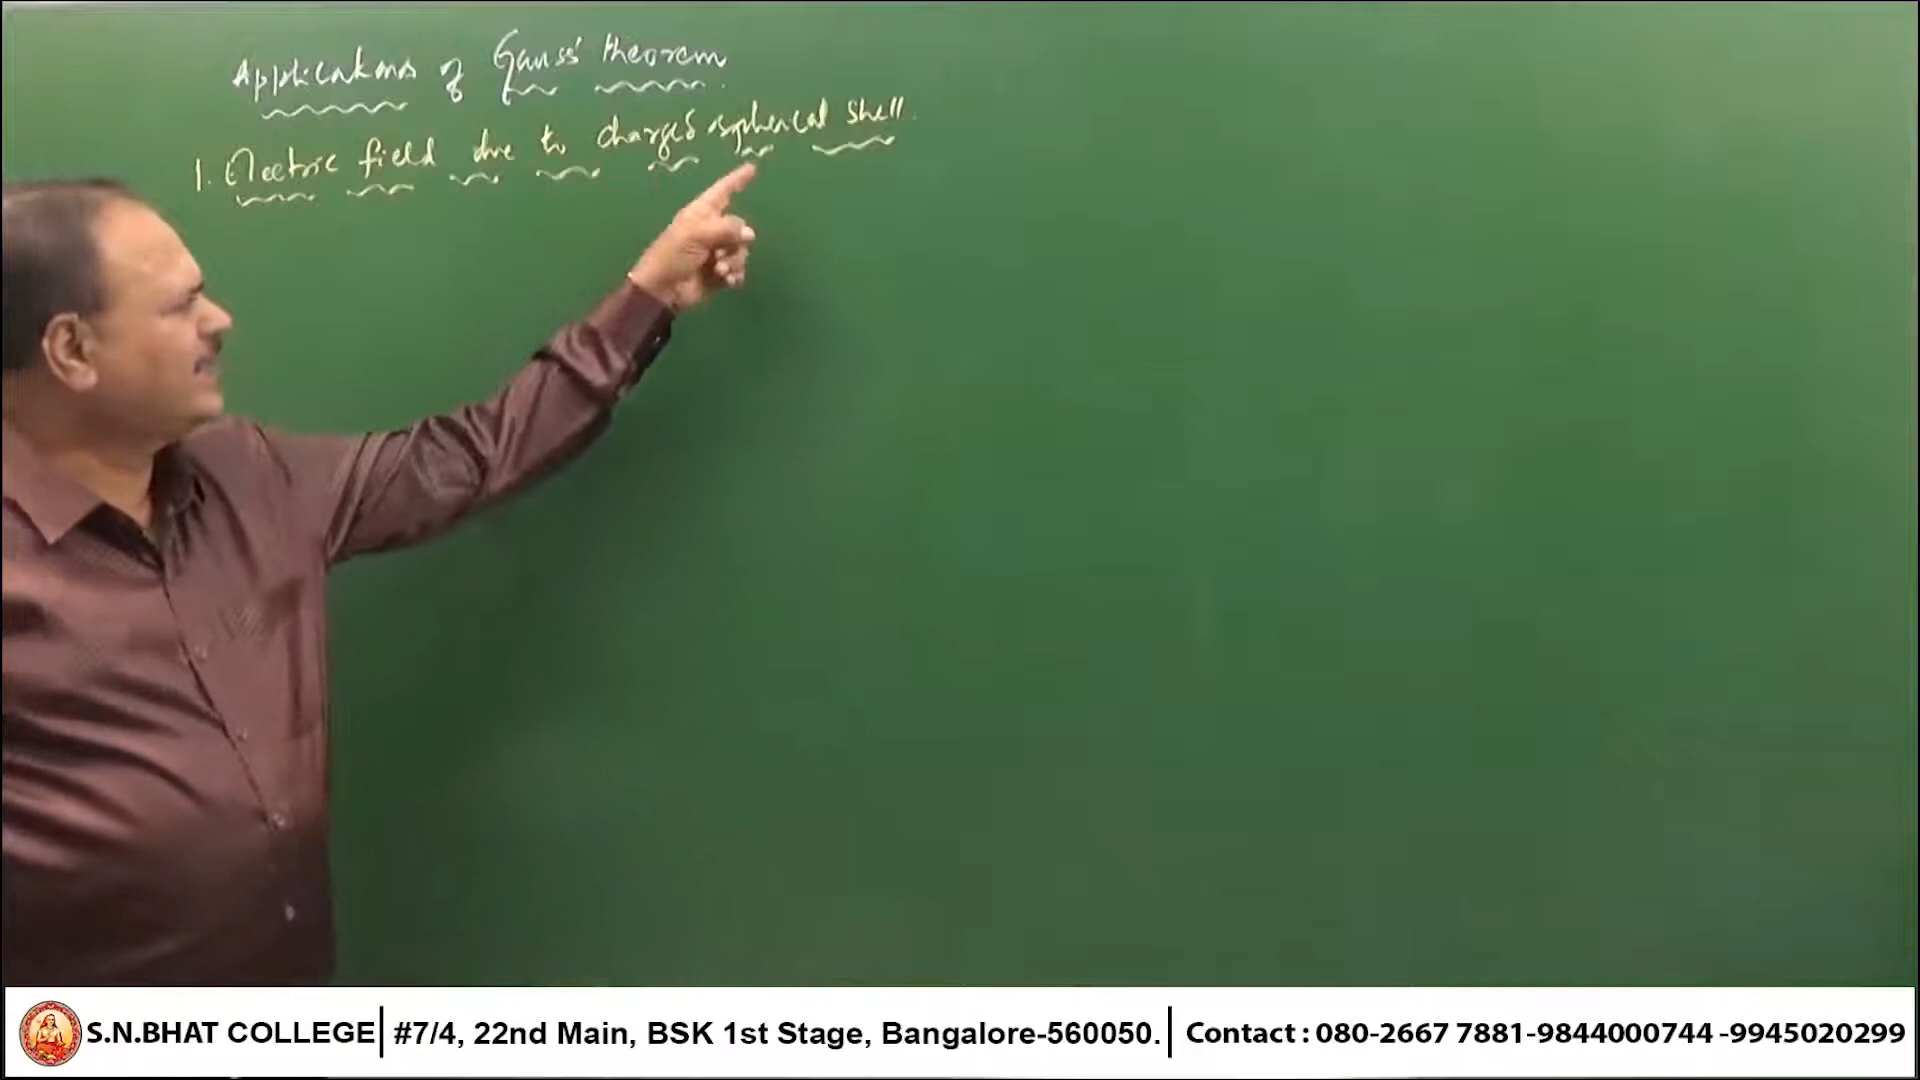 Applications of Gauss' theorem.
1. Electric field due to charged spherical shell.
S.N.BHAT COLLEGE #7/4, 22nd Main, BSK 1st Stage, Bangalore-560050. Contact : 080-2667 7881-9844000744 -9945020299